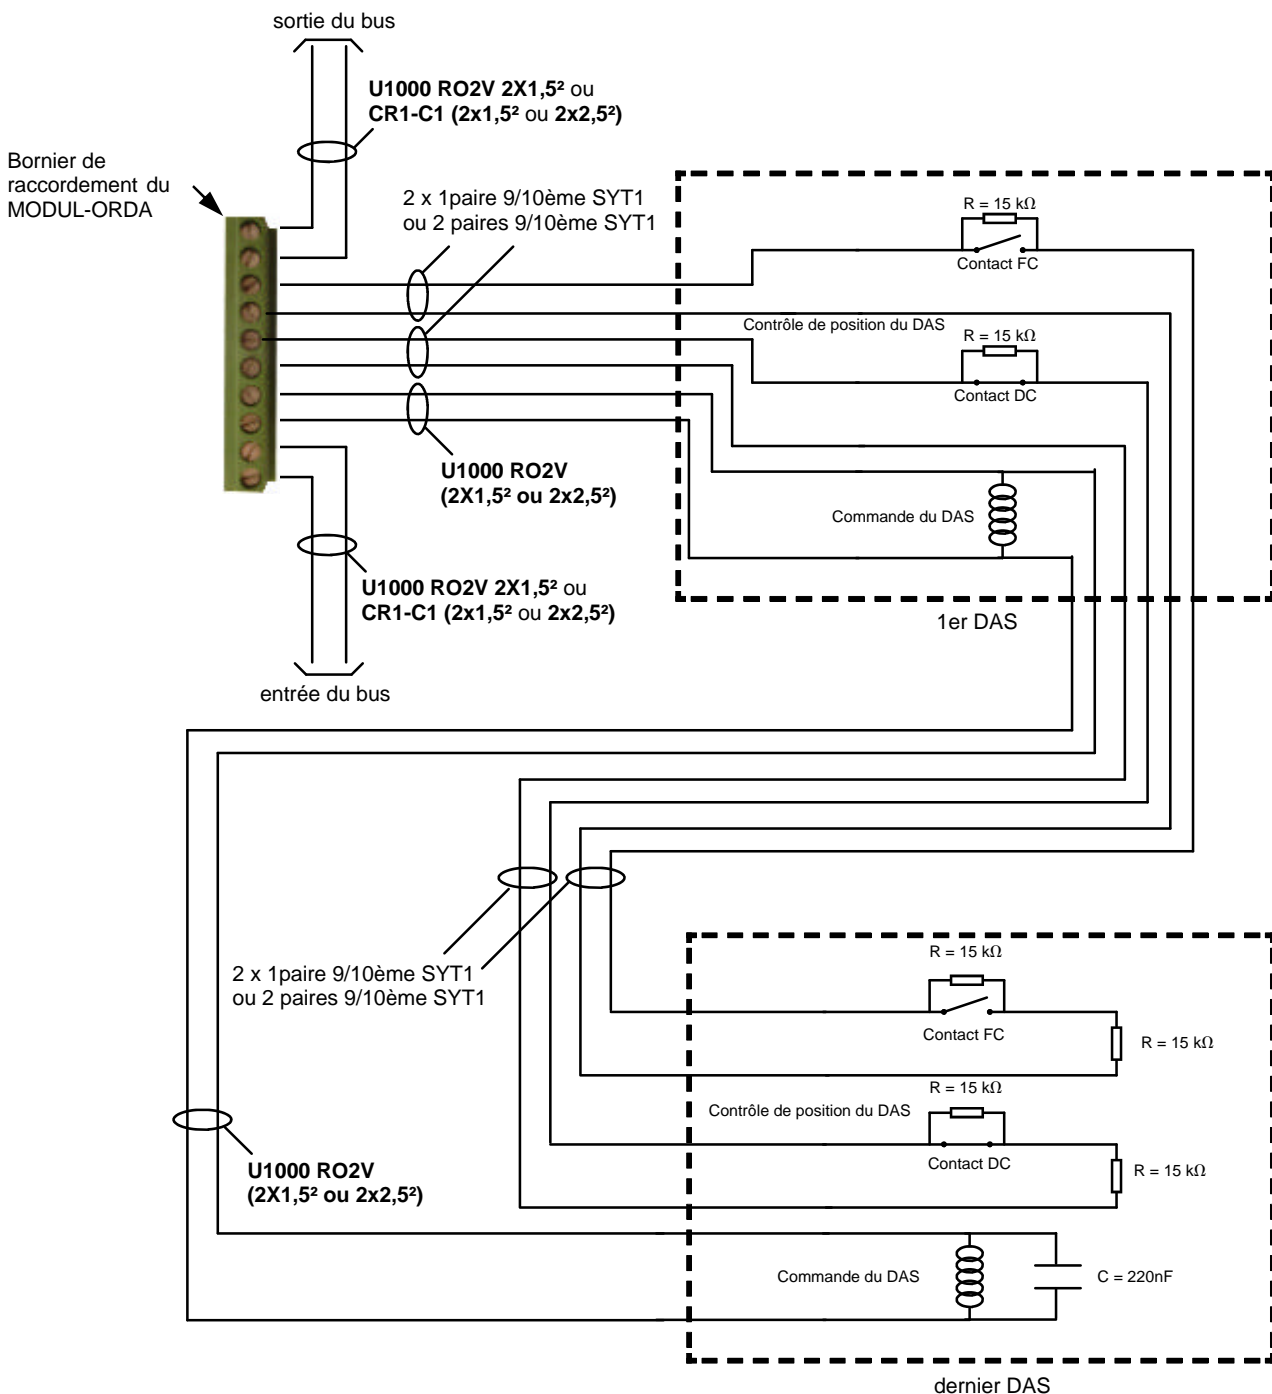 sortie du bus
U1000 RO2V 2X1,5² ou
CR1-C1 (2x1,5² ou 2x2,5²)
Bornier de
raccordement du
MODUL-ORDA
2 x 1paire 9/10ème SYT1
ou 2 paires 9/10ème SYT1
R = 15 kΩ
Contact FC
Contrôle de position du DAS
R = 15 kΩ
Contact DC
U1000 RO2V
(2X1,5² ou 2x2,5²)
Commande du DAS
U1000 RO2V 2X1,5² ou
CR1-C1 (2x1,5² ou 2x2,5²)
1er DAS
entrée du bus
2 x 1paire 9/10ème SYT1
ou 2 paires 9/10ème SYT1
R = 15 kΩ
Contact FC
R = 15 kΩ
R = 15 kΩ
Contrôle de position du DAS
Contact DC
R = 15 kΩ
U1000 RO2V
(2X1,5² ou 2x2,5²)
Commande du DAS
C = 220nF
dernier DAS